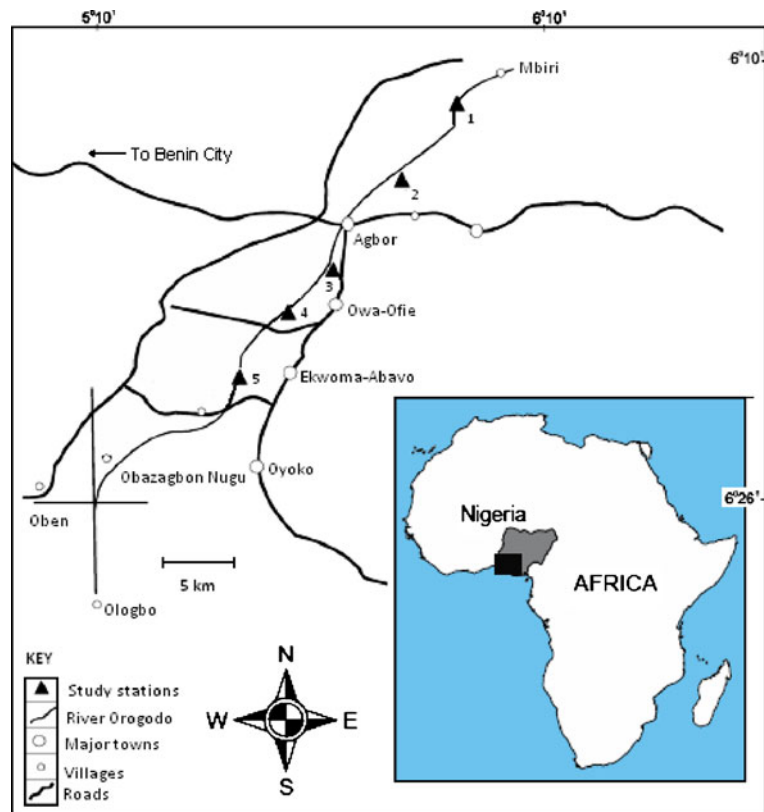 5°10'
6°10'
6°10'
Mbiri
1
To Benin City
2
Agbor
3
Owa-Ofie
4
Ekwoma-Abavo
5
Obazagbon Nugu
Oyoko
Oben
6°26'
Nigeria
AFRICA
5 km
Ologbo
KEY
Study stations
River Orogodo
Major towns
Villages
Roads
N
W
E
S